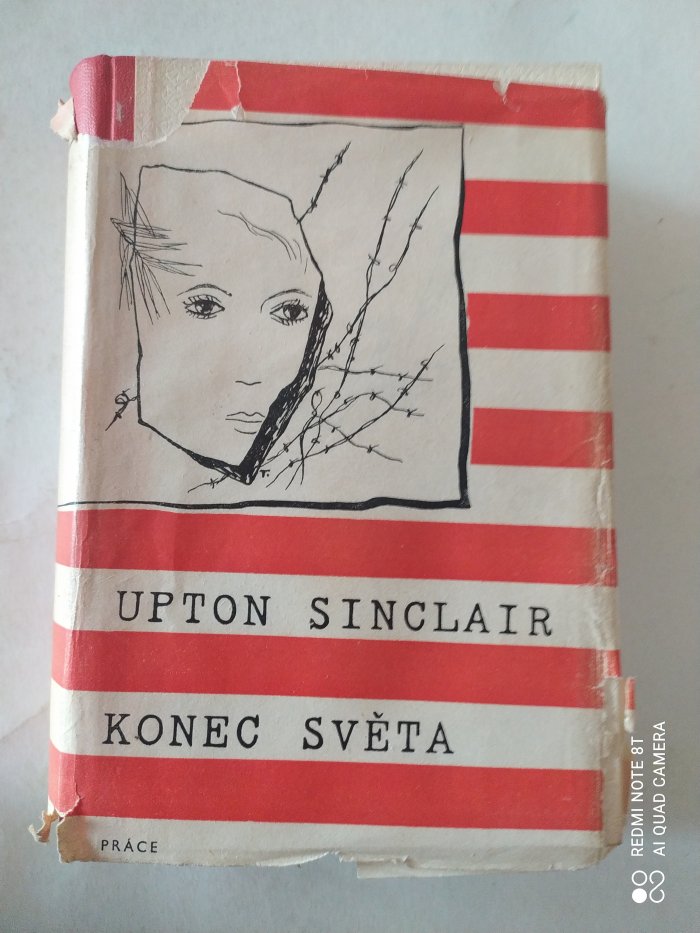 T.
UPTON SINCLAIR
KONEC SVĚTA
PRÁCE
REDMI NOTE 8T
AI QUAD CAMERA